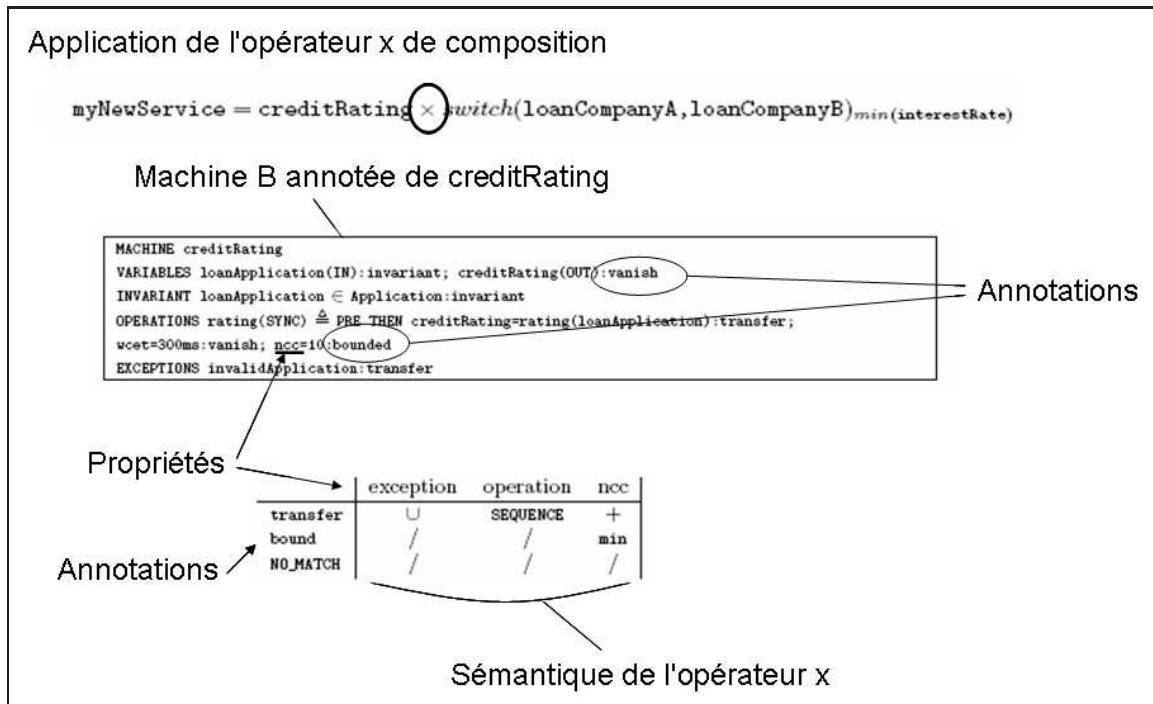 Application de l'opérateur x de composition
myNewService = creditRating × switch(loanCompanyA,loanCompanyB)min(interestRate)
Machine B annotée de creditRating
MACHINE creditRating
VARIABLES loanApplication(IN):invariant; creditRating(OUT):vanish
INVARIANT loanApplication ∈ Application:invariant
Annotations
OPERATIONS rating(SYNC) ≜ PRE THEN creditRating=rating(loanApplication):transfer;
wcet=300ms:vanish; ncc=10:bounded
EXCEPTIONS invalidApplication:transfer
Propriétés
exception operation ncc
transfer ∪ SEQUENCE +
bound / / min
Annotations
NO_MATCH / / /
Sémantique de l'opérateur x